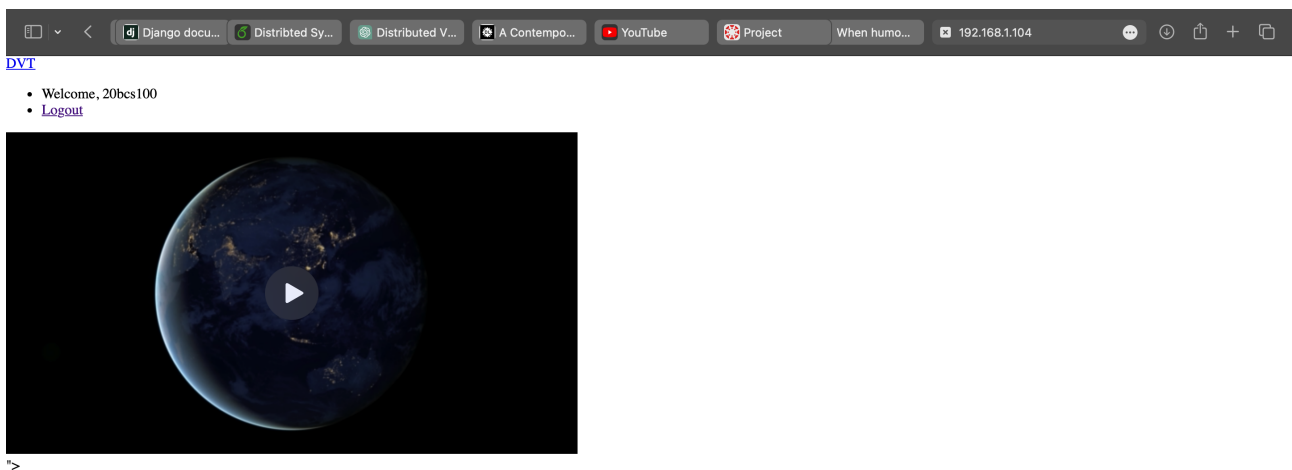 Django docu... Distribted Sy... Distributed V... A Contempo... YouTube Project When humo... 192.168.1.104
DVT
• Welcome, 20bcs100
• Logout
">